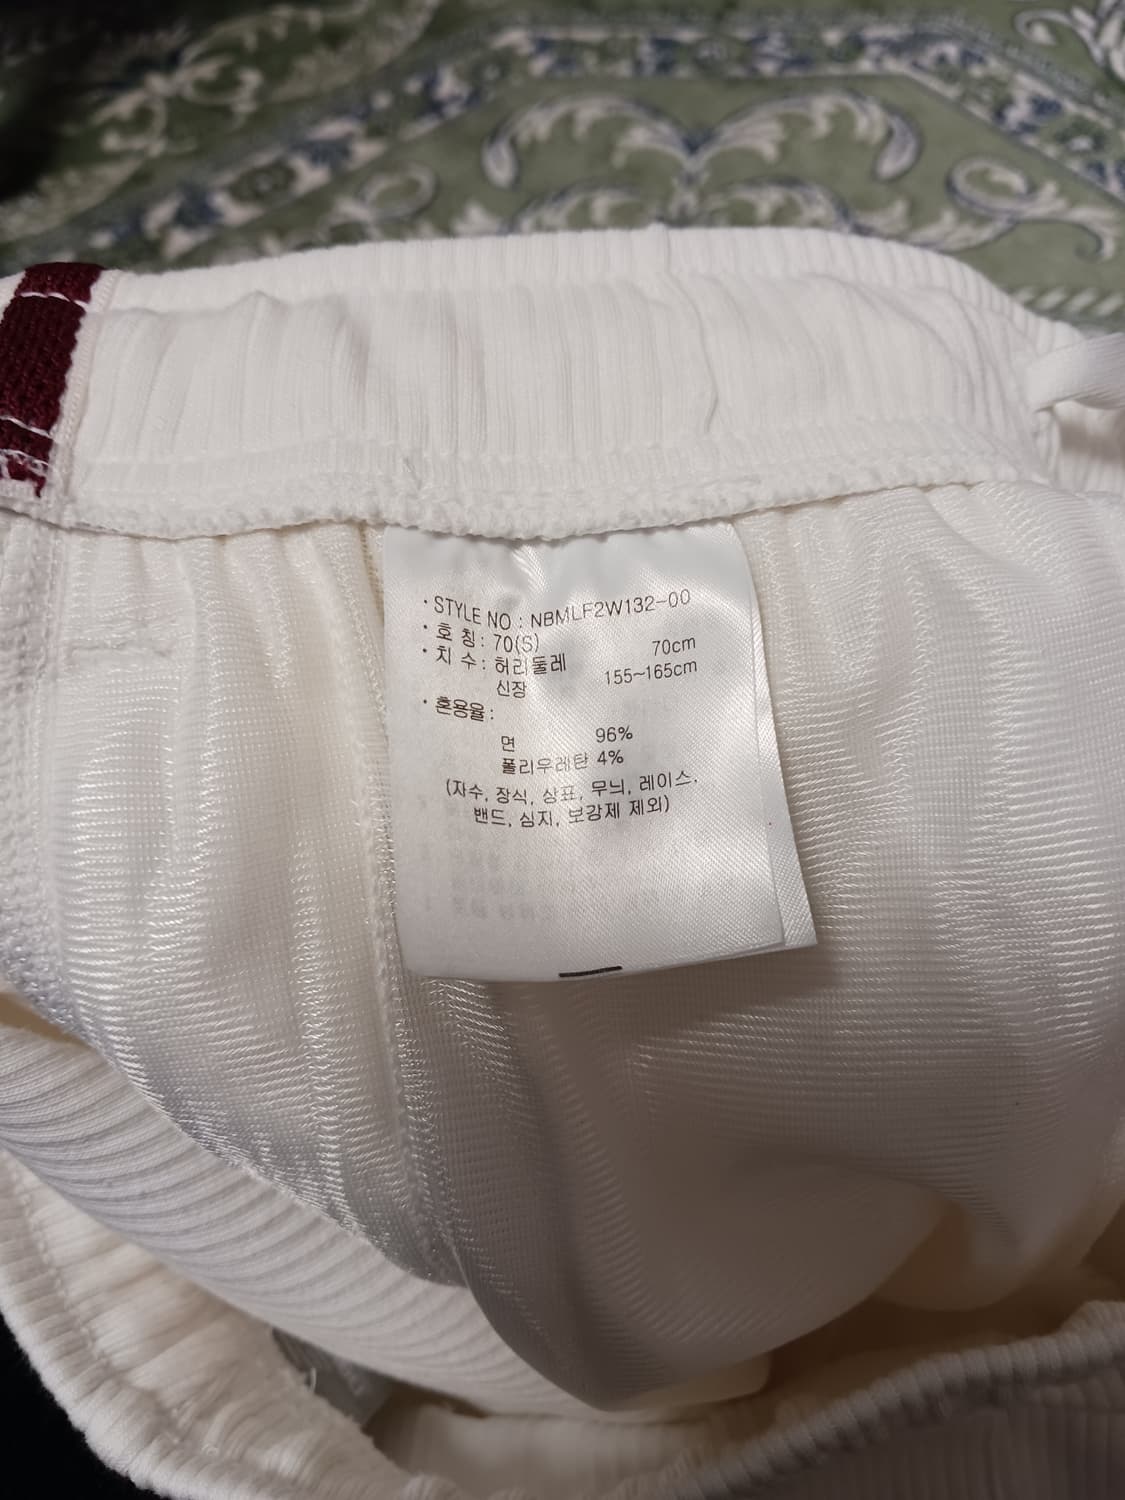 · STYLE NO : NBMLF2W132-00
· 호 칭 : 70(S)
· 치 수 : 허리둘레 70cm
신장 155~165cm
· 혼용율 :
면 96%
폴리우레탄 4%
(자수, 장식, 상표, 무늬, 레이스.
밴드, 심지, 보강제 제외)